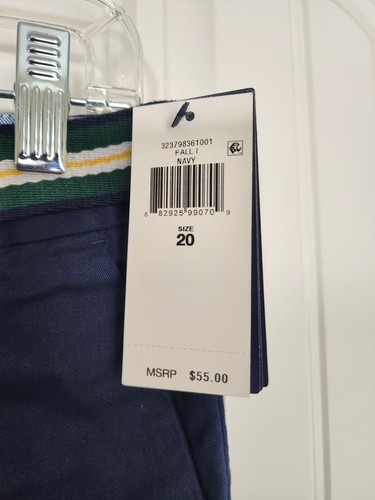 323798361001
FALL I
NAVY
8 82925 99070 9
SIZE
20
MSRP $55.00